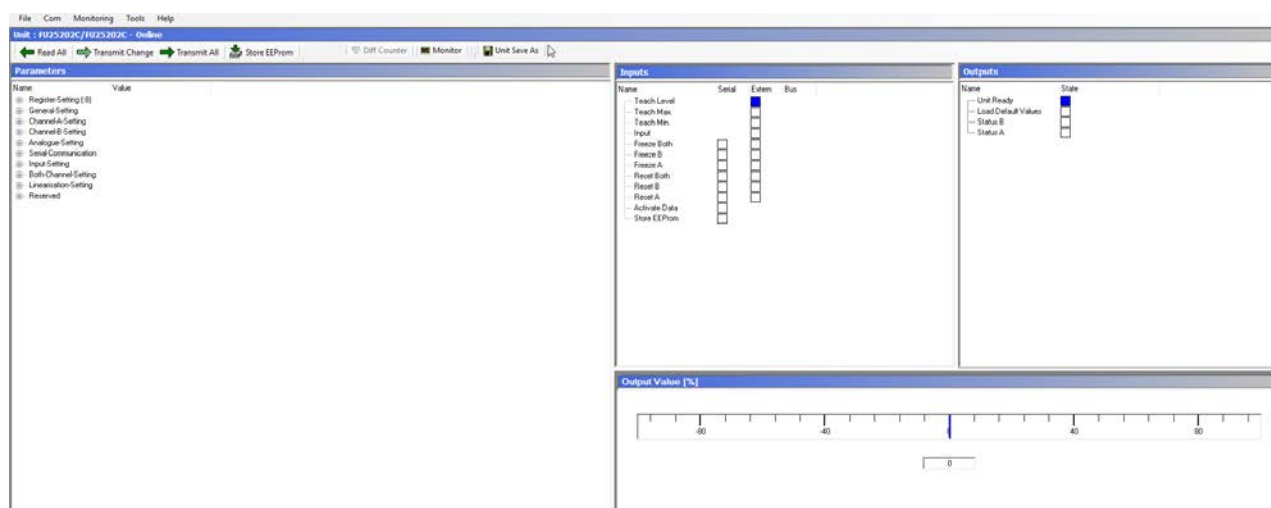 File Com Monitoring Tools Help
Unit : FU25202C/FU25202C - Online
Read All Transmit Change Transmit All Store EEProm Diff Counter Monitor Unit Save As
Parameters
Name Value
Register-Setting:(:8)
General-Setting
Channel-A-Setting
Channel-B-Setting
Analogue-Setting
Serial-Communication
Input-Setting
Both-Channel-Setting
Linearisation-Setting
Reserved
Inputs
Name Serial Extern Bus
Teach Level
Teach Max.
Teach Min.
Input
Freeze Both
Freeze B
Freeze A
Reset Both
Reset B
Reset A
Activate Data
Store EEProm
Outputs
Name State
Unit Ready
Load Default Values
Status B
Status A
Output Value [%]
-80 -40 0 40 80
0